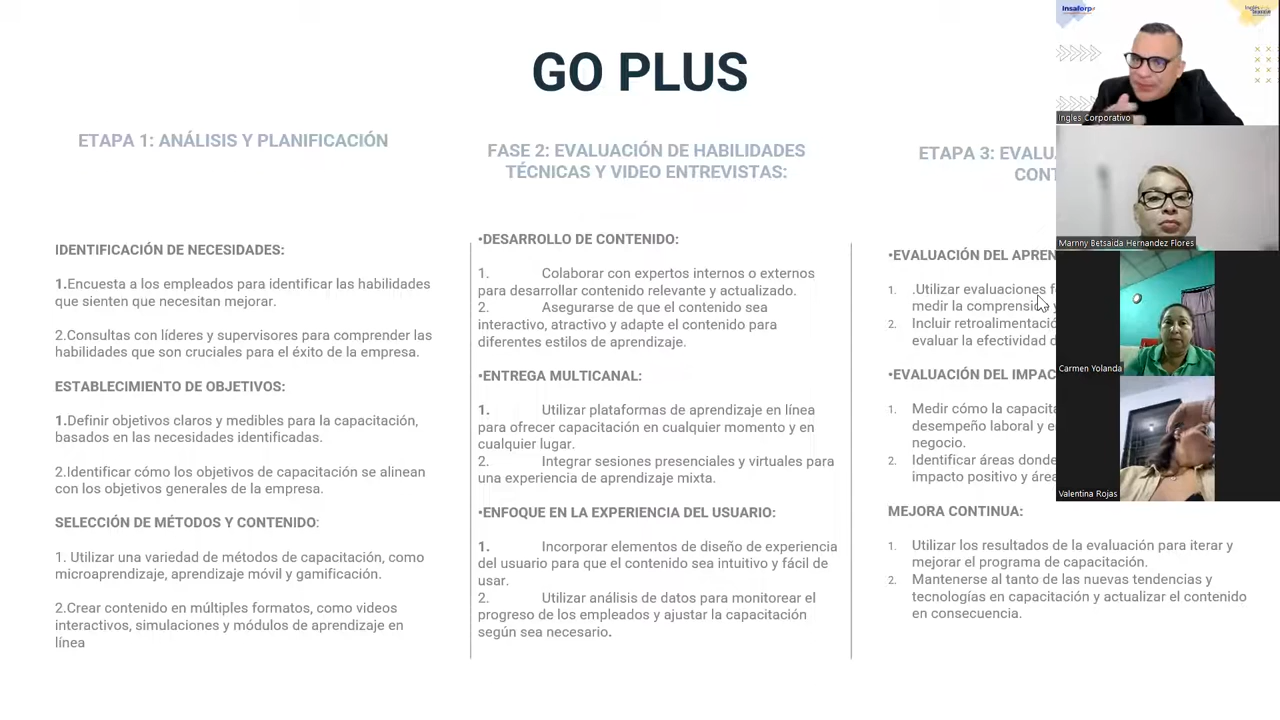 GO PLUS
ETAPA 1: ANÁLISIS Y PLANIFICACIÓN
IDENTIFICACIÓN DE NECESIDADES:
1.Encuesta a los empleados para identificar las habilidades
que sienten que necesitan mejorar.
2.Consultas con líderes y supervisores para comprender las
habilidades que son cruciales para el éxito de la empresa.
ESTABLECIMIENTO DE OBJETIVOS:
1.Definir objetivos claros y medibles para la capacitación,
basados en las necesidades identificadas.
2.Identificar cómo los objetivos de capacitación se alinean
con los objetivos generales de la empresa.
SELECCIÓN DE MÉTODOS Y CONTENIDO:
1. Utilizar una variedad de métodos de capacitación, como
microaprendizaje, aprendizaje móvil y gamificación.
2.Crear contenido en múltiples formatos, como videos
interactivos, simulaciones y módulos de aprendizaje en
línea
FASE 2: EVALUACIÓN DE HABILIDADES
TÉCNICAS Y VIDEO ENTREVISTAS:
•DESARROLLO DE CONTENIDO:
1. Colaborar con expertos internos o externos
para desarrollar contenido relevante y actualizado.
2. Asegurarse de que el contenido sea
interactivo, atractivo y adapte el contenido para
diferentes estilos de aprendizaje.
•ENTREGA MULTICANAL:
1. Utilizar plataformas de aprendizaje en línea
para ofrecer capacitación en cualquier momento y en
cualquier lugar.
2. Integrar sesiones presenciales y virtuales para
una experiencia de aprendizaje mixta.
•ENFOQUE EN LA EXPERIENCIA DEL USUARIO:
1. Incorporar elementos de diseño de experiencia
del usuario para que el contenido sea intuitivo y fácil de
usar.
2. Utilizar análisis de datos para monitorear el
progreso de los empleados y ajustar la capacitación
según sea necesario.
ETAPA 3: EVALU
CONT
•EVALUACIÓN DEL APREN
1. .Utilizar evaluaciones f
medir la comprensió y
2. Incluir retroalimentació
evaluar la efectividad d
•EVALUACIÓN DEL IMPAC
1. Medir cómo la capacita
desempeño laboral y e
negocio.
2. Identificar áreas donde
impacto positivo y área
MEJORA CONTINUA:
1. Utilizar los resultados de la evaluación para iterar y
mejorar el programa de capacitación.
2. Mantenerse al tanto de las nuevas tendencias y
tecnologías en capacitación y actualizar el contenido
en consecuencia.
Insaforp
Ingles Corporativo
Marnny Betsaida Hernandez Flores
Carmen Yolanda
Valentina Rojas